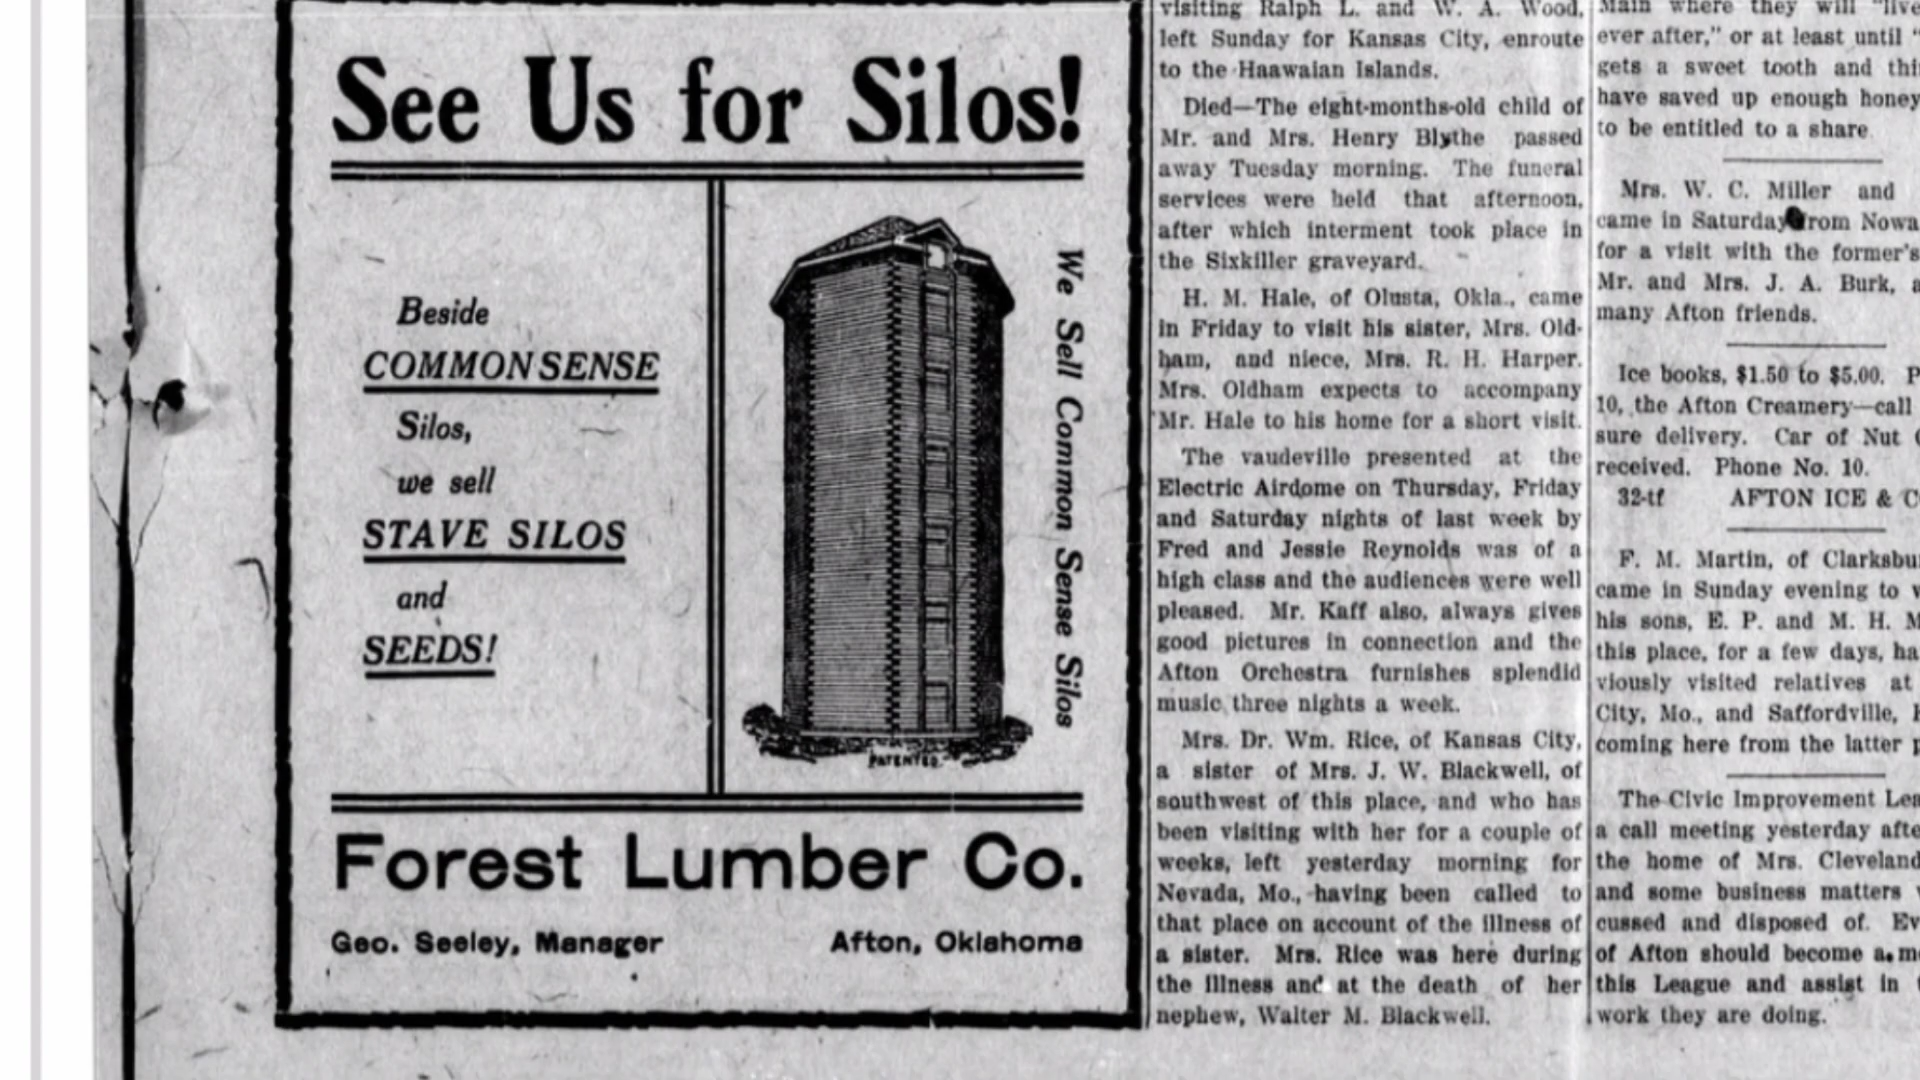 See Us for Silos!
Beside
COMMON SENSE
Silos,
we sell
STAVE SILOS
and
SEEDS!
We Sell Common Sense Silos
PATENTED
Forest Lumber Co.
Geo. Seeley, Manager Afton, Oklahoma
visiting Ralph L. and W. A. Wood,
left Sunday for Kansas City, enroute
to the Haawaian Islands.
Died—The eight-months-old child of
Mr. and Mrs. Henry Blythe passed
away Tuesday morning. The funeral
services were held that afternoon,
after which interment took place in
the Sixkiller graveyard.
H. M. Hale, of Olusta, Okla., came
in Friday to visit his sister, Mrs. Old-
ham, and niece, Mrs. R. H. Harper.
Mrs. Oldham expects to accompany
Mr. Hale to his home for a short visit.
The vaudeville presented at the
Electric Airdome on Thursday, Friday
and Saturday nights of last week by
Fred and Jessie Reynolds was of a
high class and the audiences were well
pleased. Mr. Kaff also, always gives
good pictures in connection and the
Afton Orchestra furnishes splendid
music three nights a week.
Mrs. Dr. Wm. Rice, of Kansas City,
a sister of Mrs. J. W. Blackwell, of
southwest of this place, and who has
been visiting with her for a couple of
weeks, left yesterday morning for
Nevada, Mo., having been called to
that place on account of the illness of
a sister. Mrs. Rice was here during
the illness and at the death of her
nephew, Walter M. Blackwell.
Main where they will "live
ever after," or at least until "
gets a sweet tooth and
have saved up enough honey
to be entitled to a share.
Mrs. W. C. Miller and
came in Saturday from Nowa
for a visit with the former's
Mr. and Mrs. J. A. Burk,
many Afton friends.
Ice books, $1.50 to $5.00. P
10, the Afton Creamery—call
sure delivery. Car of Nut
received. Phone No. 10.
32-tf AFTON ICE & C
F. M. Martin, of Clarksbu
came in Sunday evening to
his sons, E. P. and M. H. M
this place, for a few days, ha
viously visited relatives at
City, Mo., and Saffordville,
coming here from the latter p
The Civic Improvement Lea
a call meeting yesterday afte
the home of Mrs. Cleveland
and some business matters
cussed and disposed of. Ev
of Afton should become a m
this League and assist in
work they are doing.